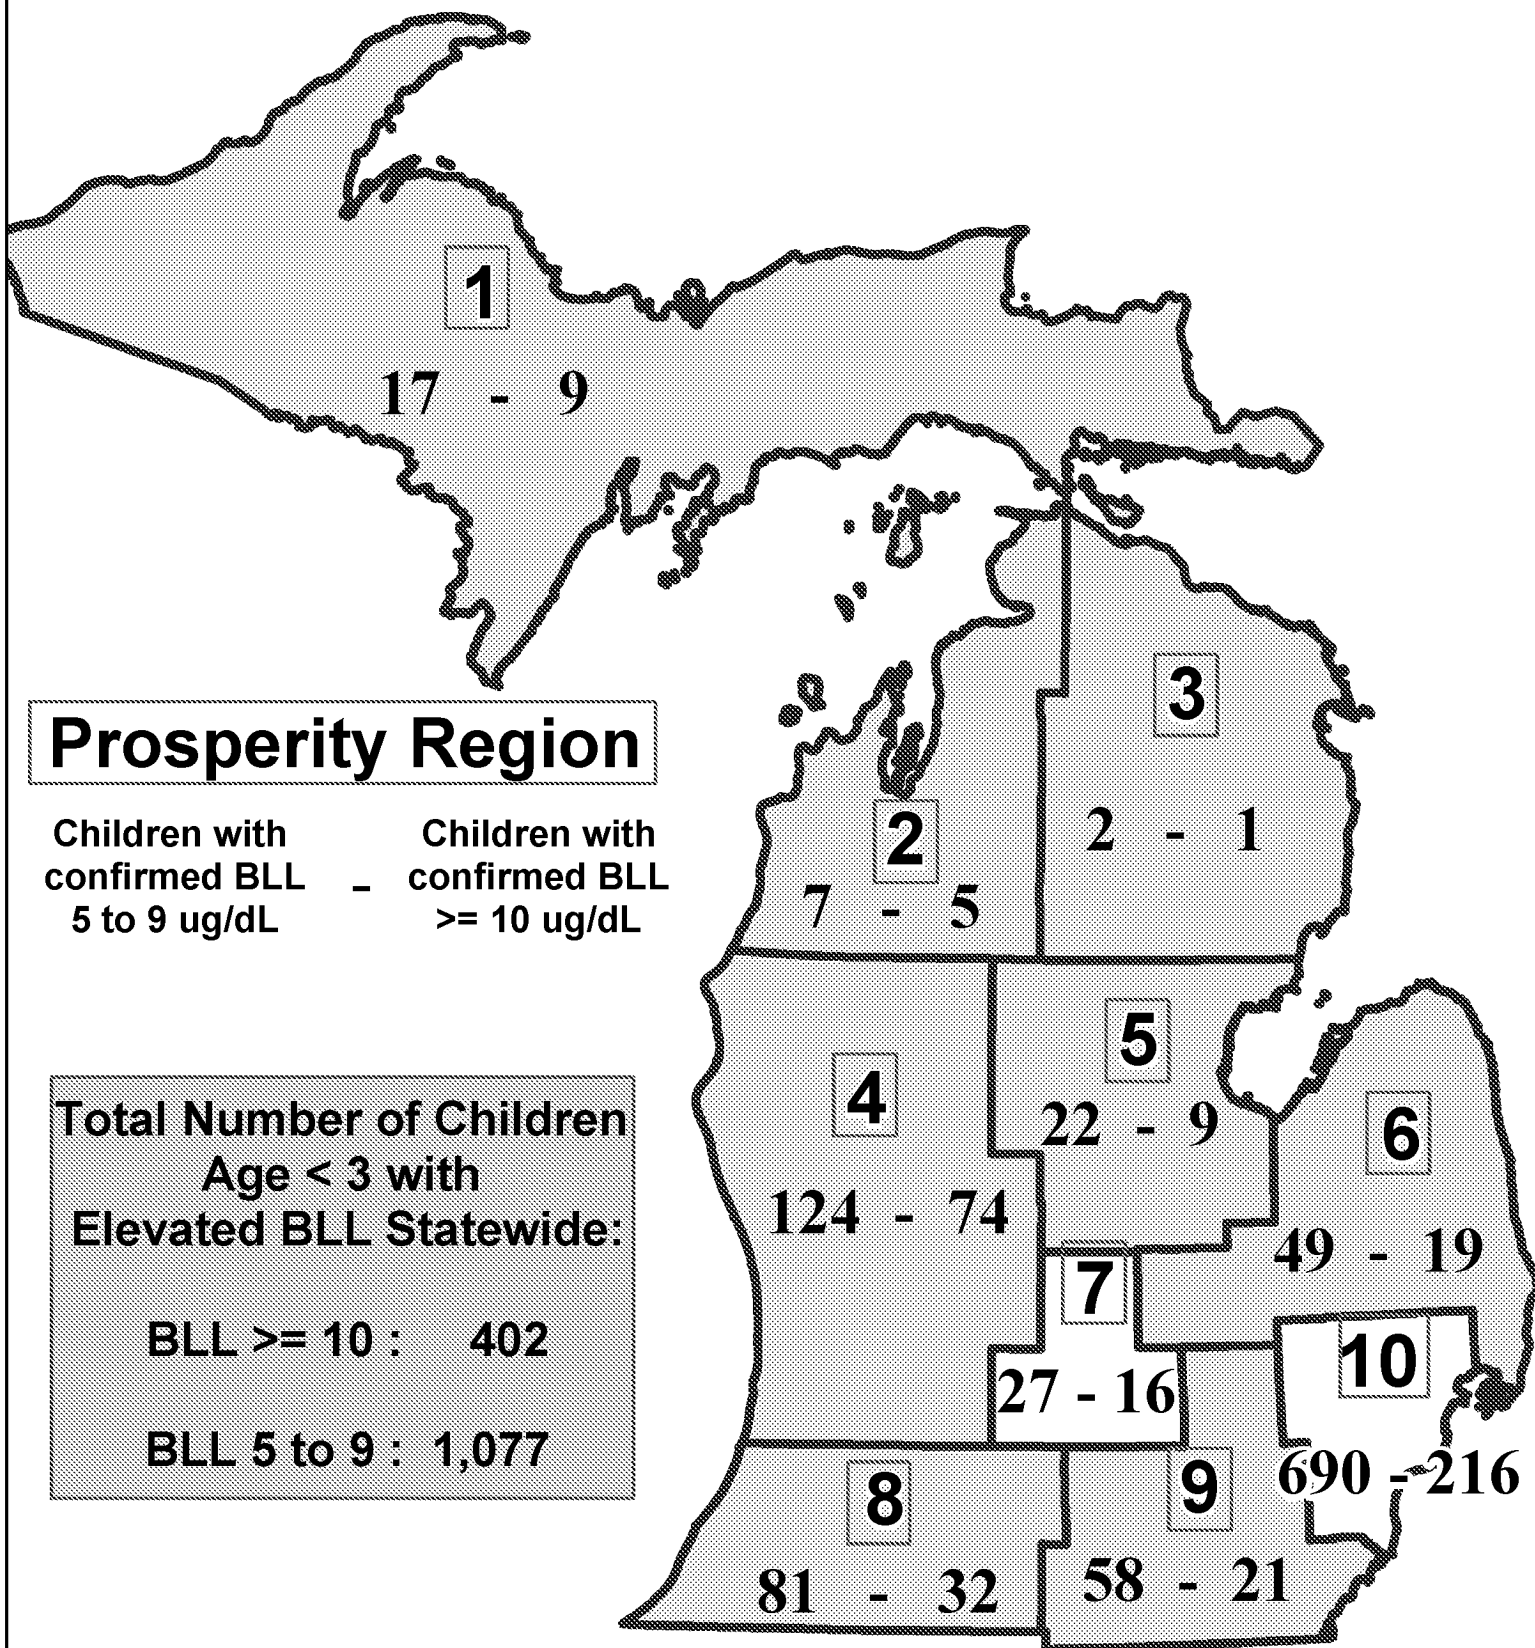 1
17 - 9
3
Prosperity Region
2 - 1
Children with
confirmed BLL
5 to 9 ug/dL
-
Children with
confirmed BLL
>= 10 ug/dL
2
7 - 5
5
4
22 - 9
6
Total Number of Children
Age < 3 with
Elevated BLL Statewide:
BLL >= 10 : 402
BLL 5 to 9 : 1,077
124 - 74
49 - 19
7
27 - 16
10
690 - 216
8
81 - 32
9
58 - 21